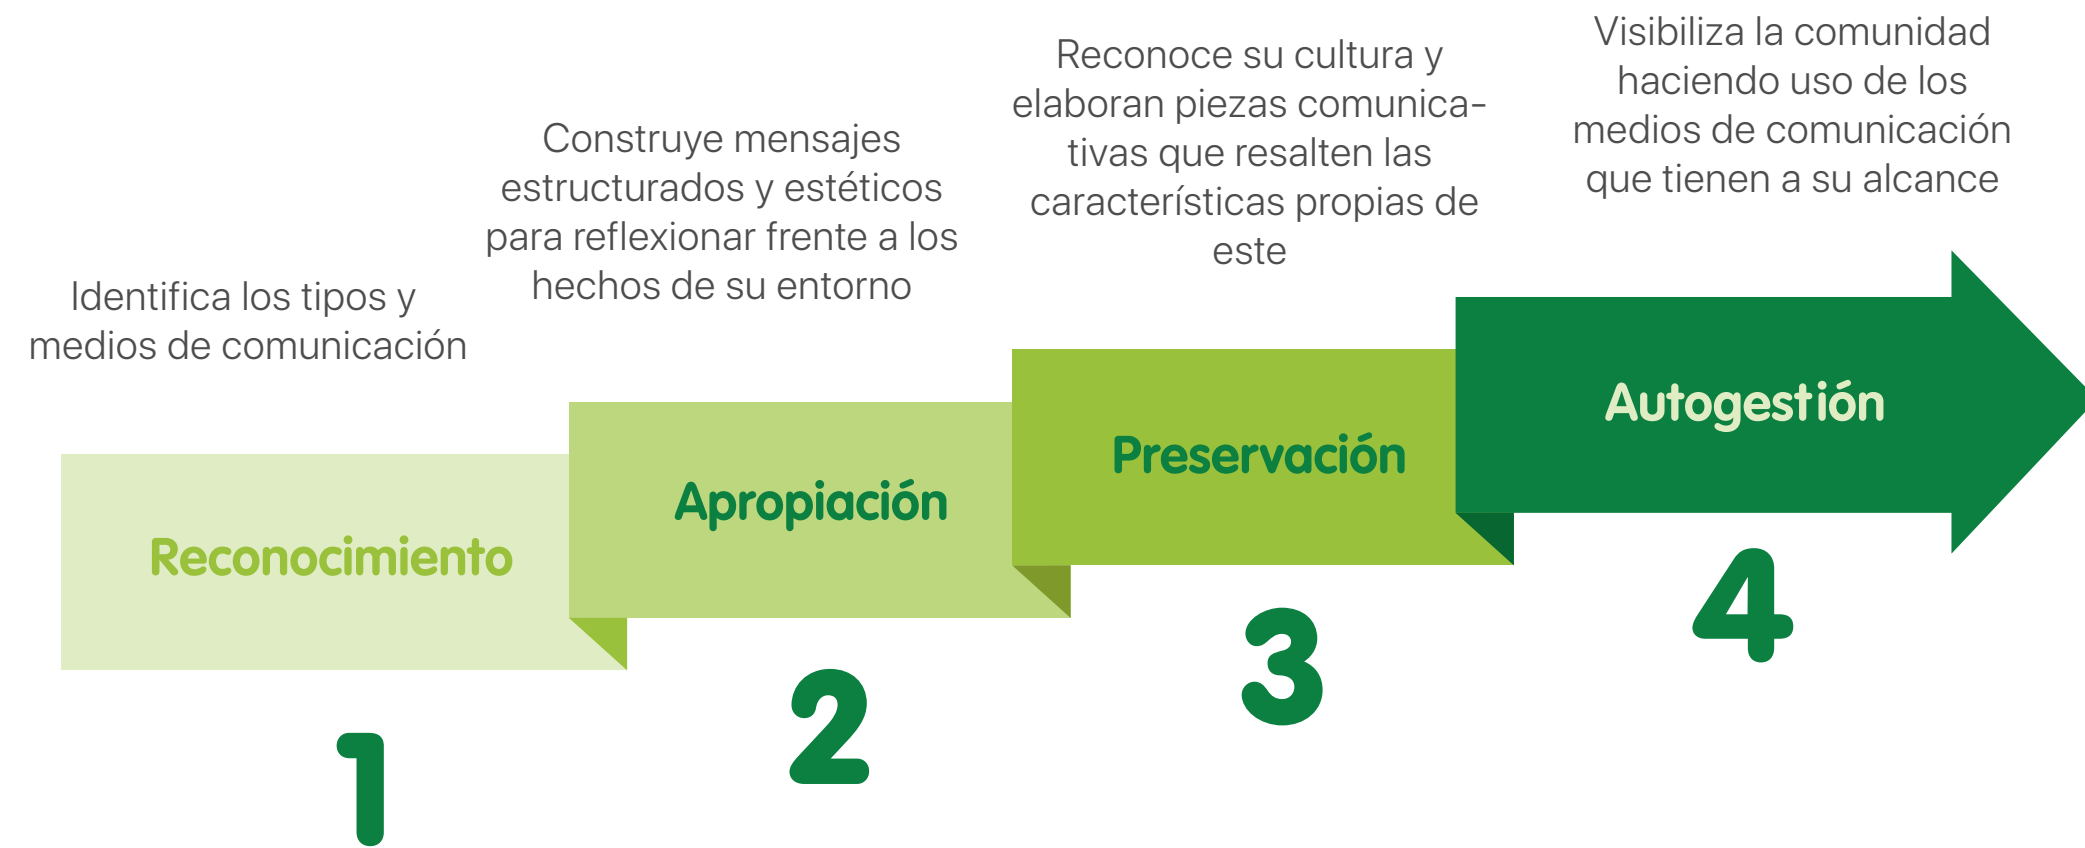 Identifica los tipos y
medios de comunicación
Reconocimiento
1
Construye mensajes
estructurados y estéticos
para reflexionar frente a los
hechos de su entorno
Apropiación
2
Reconoce su cultura y
elaboran piezas comunica-
tivas que resalten las
características propias de
este
Preservación
3
Visibiliza la comunidad
haciendo uso de los
medios de comunicación
que tienen a su alcance
Autogestión
4